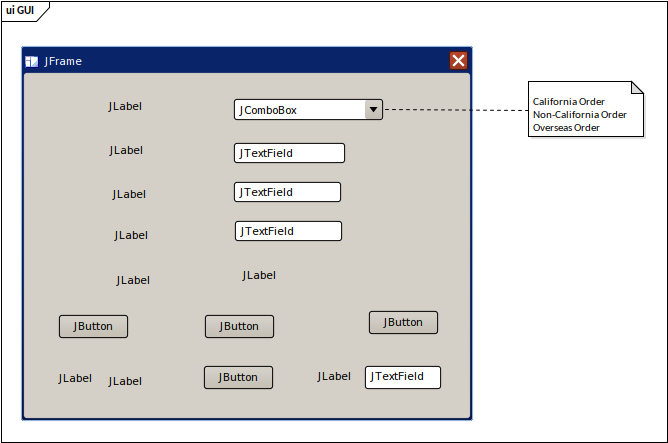 ui GUI
JFrame
JLabel
JComboBox
California Order
Non-California Order
Overseas Order
JLabel
JTextField
JLabel
JTextField
JLabel
JTextField
JLabel
JLabel
JButton
JButton
JButton
JLabel
JLabel
JButton
JLabel
JTextField